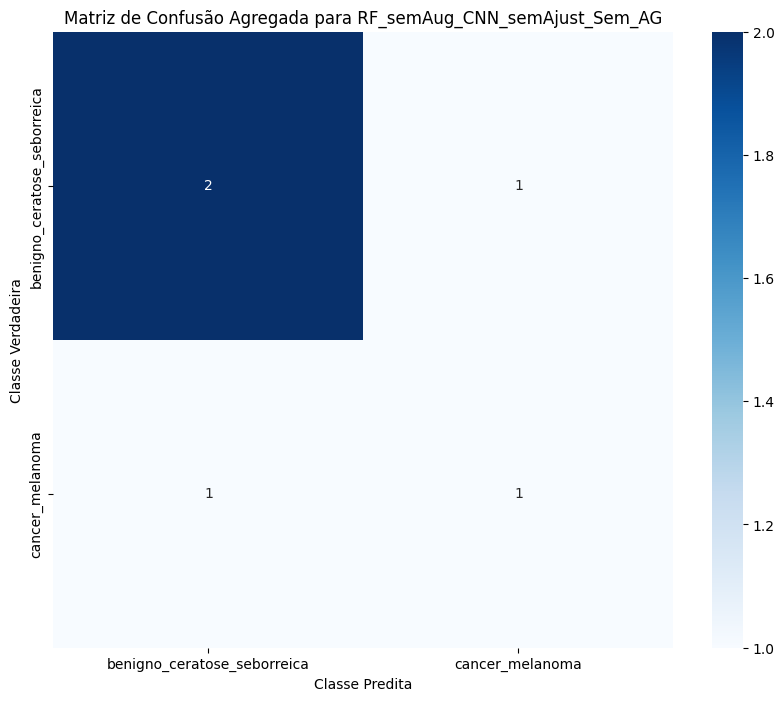 Matriz de Confusão Agregada para RF_semAug_CNN_semAjust_Sem_AG
Classe Verdadeira
benigno_ceratose_seborreica
cancer_melanoma
2
1
1
1
benigno_ceratose_seborreica
cancer_melanoma
Classe Predita
2.0
1.8
1.6
1.4
1.2
1.0